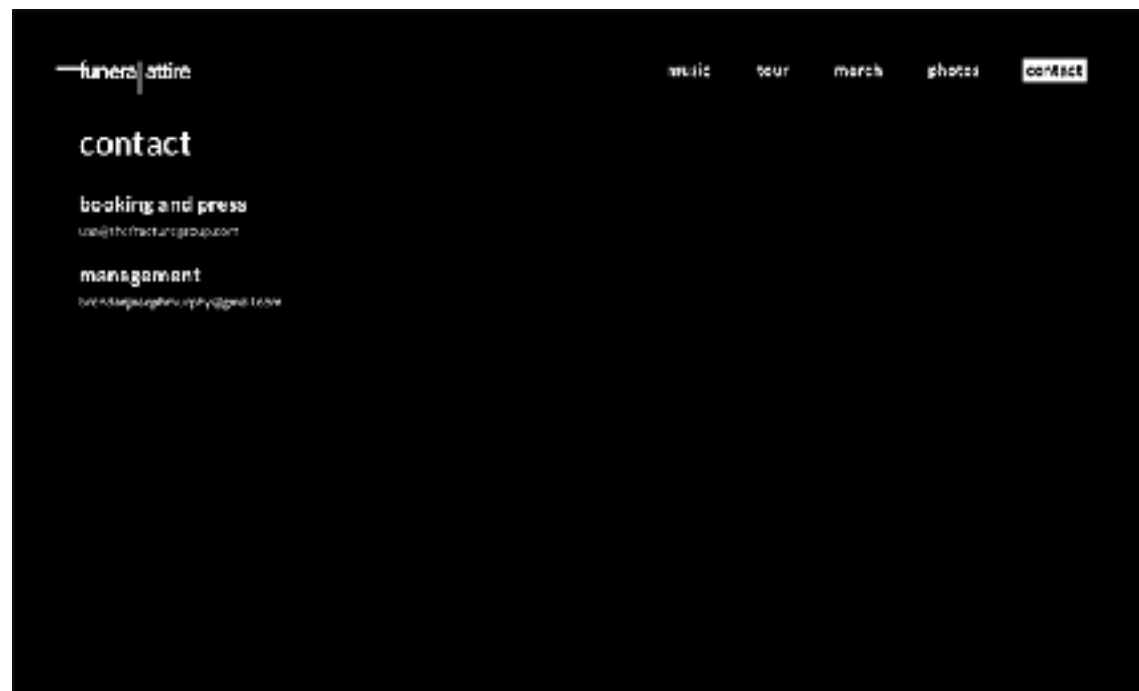 funeral attire
music tour merch photos contact
contact
booking and press
management